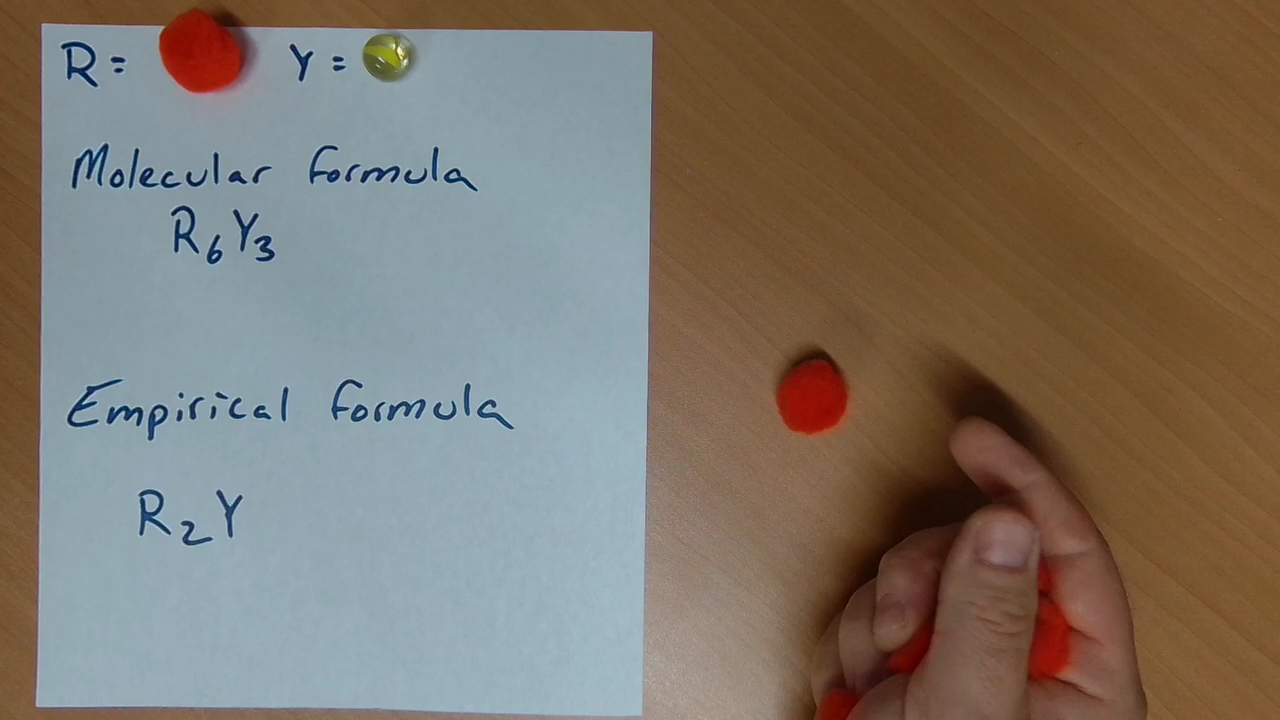 R= Y=
Molecular formula
R₆Y₃
Empirical formula
R₂Y